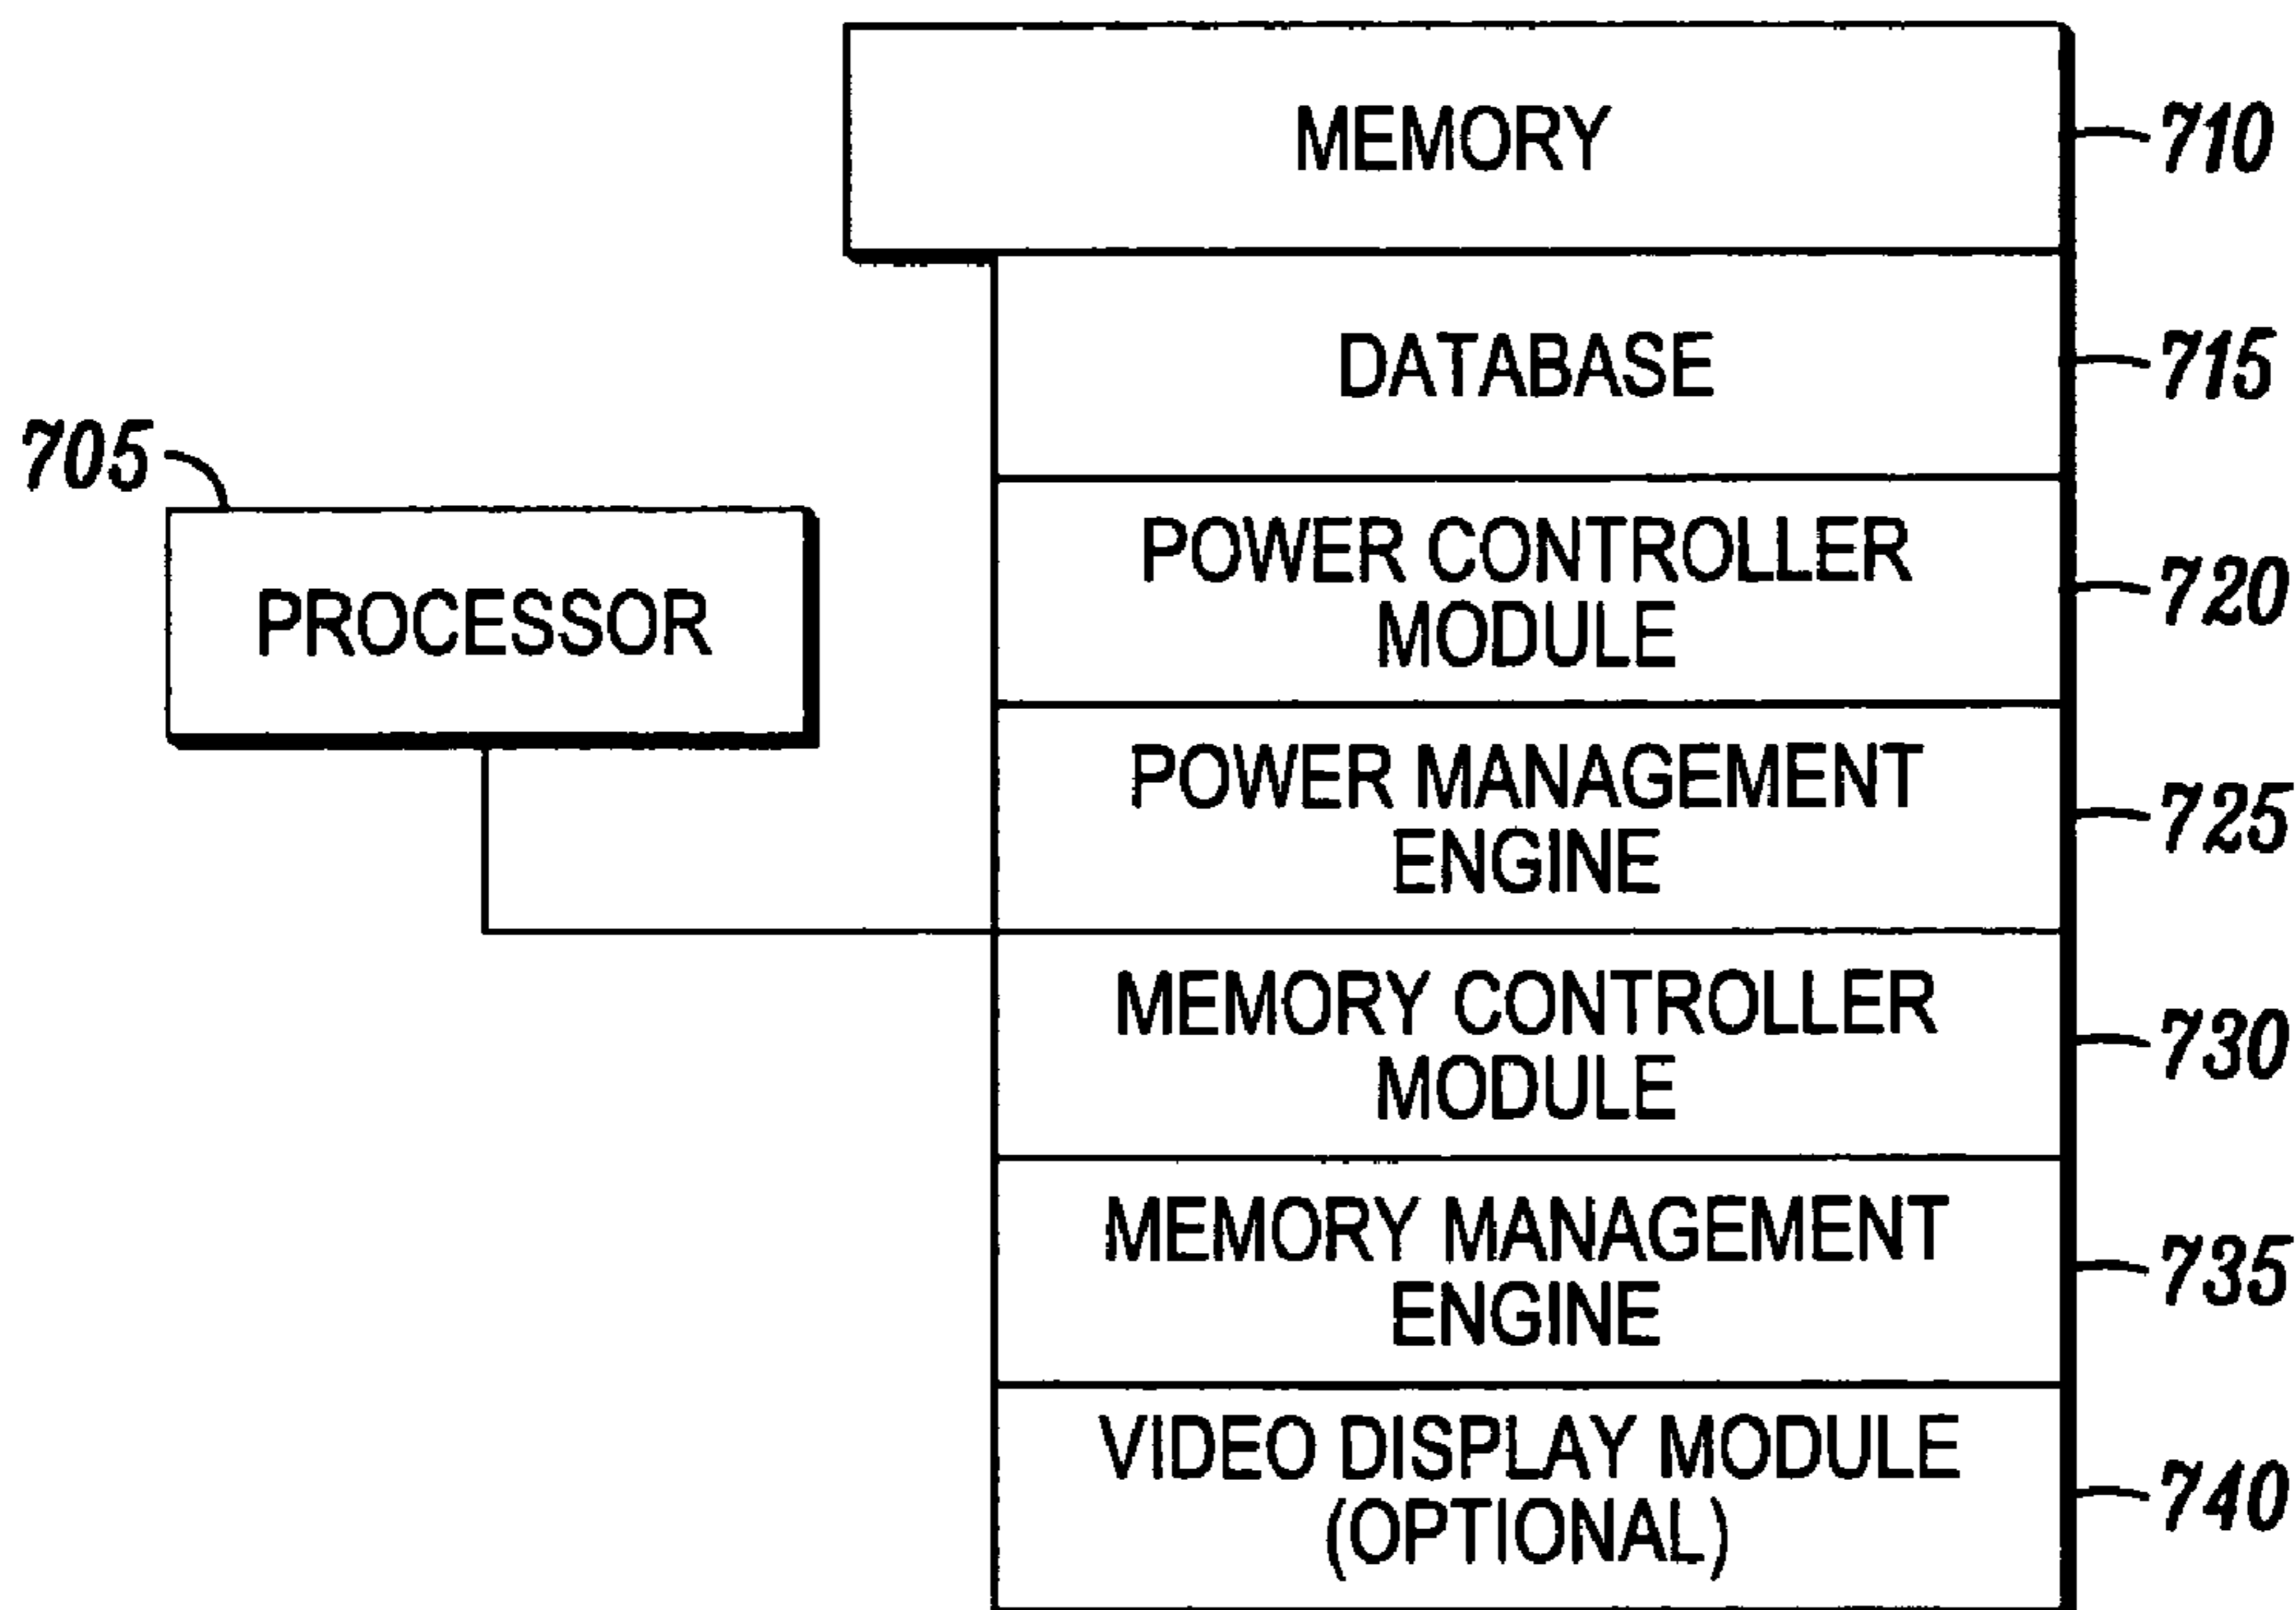 MEMORY
710
DATABASE
715
705
PROCESSOR
POWER CONTROLLER
MODULE
720
POWER MANAGEMENT
ENGINE
725
MEMORY CONTROLLER
MODULE
730
MEMORY MANAGEMENT
ENGINE
735
VIDEO DISPLAY MODULE
(OPTIONAL)
740